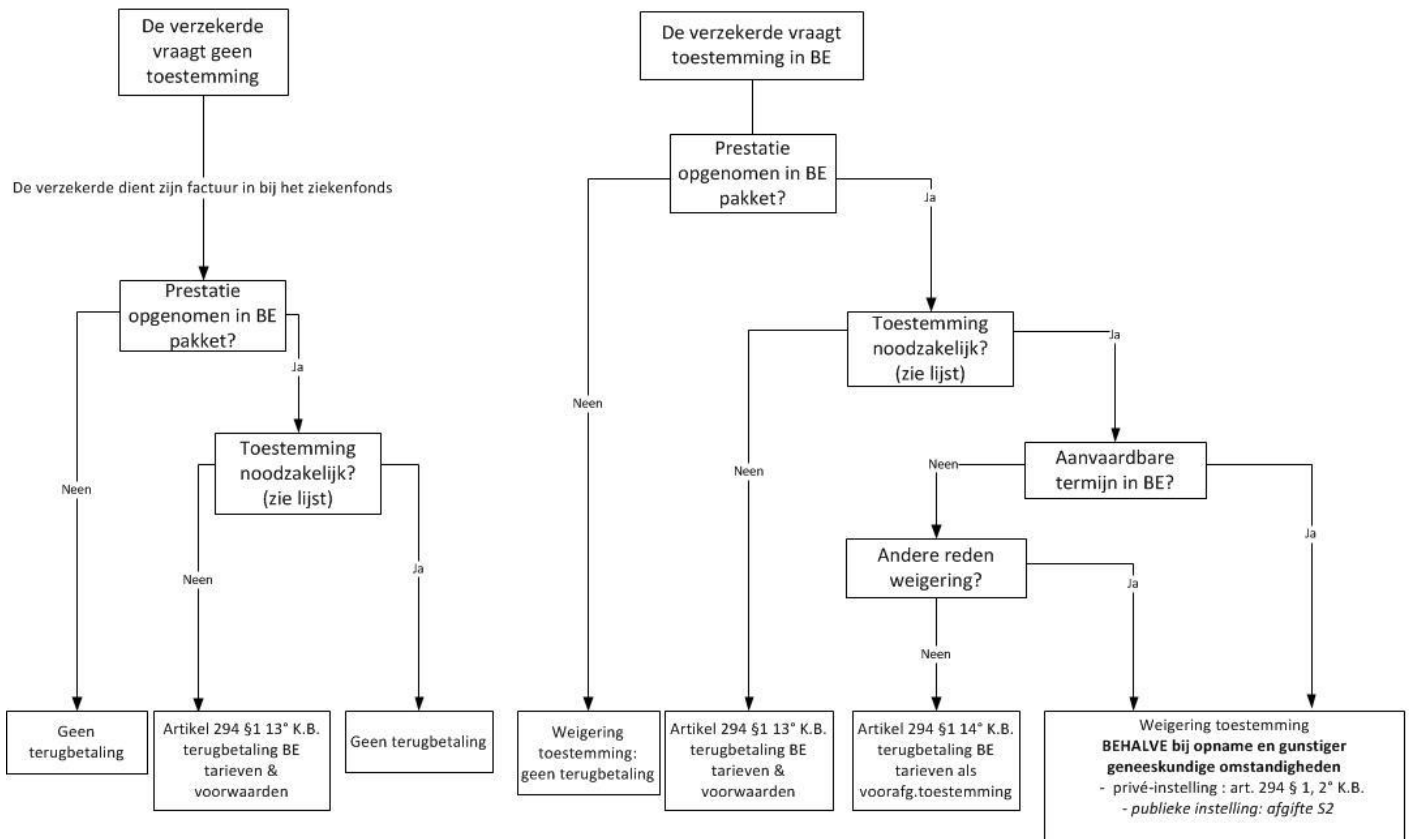 De verzekerde
vraagt geen
toestemming
De verzekerde dient zijn factuur in bij het ziekenfonds
Prestatie
opgenomen in BE
pakket?
Neen
Ja
Toestemming
noodzakelijk?
(zie lijst)
Neen
Ja
Geen
terugbetaling
Artikel 294 §1 13° K.B.
terugbetaling BE
tarieven &
voorwaarden
Geen terugbetaling
De verzekerde vraagt
toestemming in BE
Prestatie
opgenomen in BE
pakket?
Neen
Ja
Toestemming
noodzakelijk?
(zie lijst)
Neen
Ja
Aanvaardbare
termijn in BE?
Neen
Ja
Andere reden
weigering?
Neen
Ja
Weigering
toestemming:
geen terugbetaling
Artikel 294 §1 13° K.B.
terugbetaling BE
tarieven &
voorwaarden
Artikel 294 §1 14° K.B.
terugbetaling BE
tarieven als
voorafg.toestemming
Weigering toestemming
BEHALVE bij opname en gunstiger
geneeskundige omstandigheden
- privé-instelling : art. 294 § 1, 2° K.B.
- publieke instelling: afgifte S2